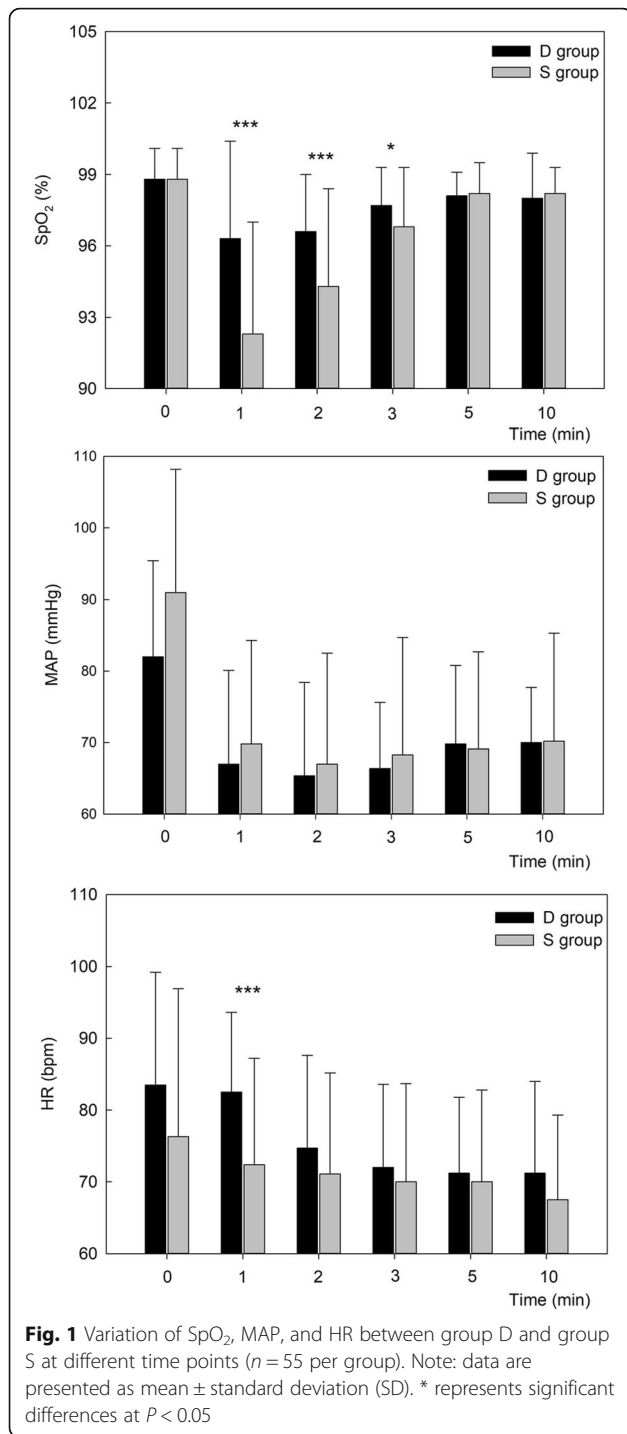 105
102
99
96
93
90
SpO₂ (%)
D group
S group
***
***
*
0 1 2 3 5 10
Time (min)
110
100
90
80
70
60
MAP (mmHg)
D group
S group
0 1 2 3 5 10
Time (min)
110
100
90
80
70
60
HR (bpm)
D group
S group
***
0 1 2 3 5 10
Time (min)
Fig. 1 Variation of SpO₂, MAP, and HR between group D and group
S at different time points (n = 55 per group). Note: data are
presented as mean ± standard deviation (SD). * represents significant
differences at P < 0.05